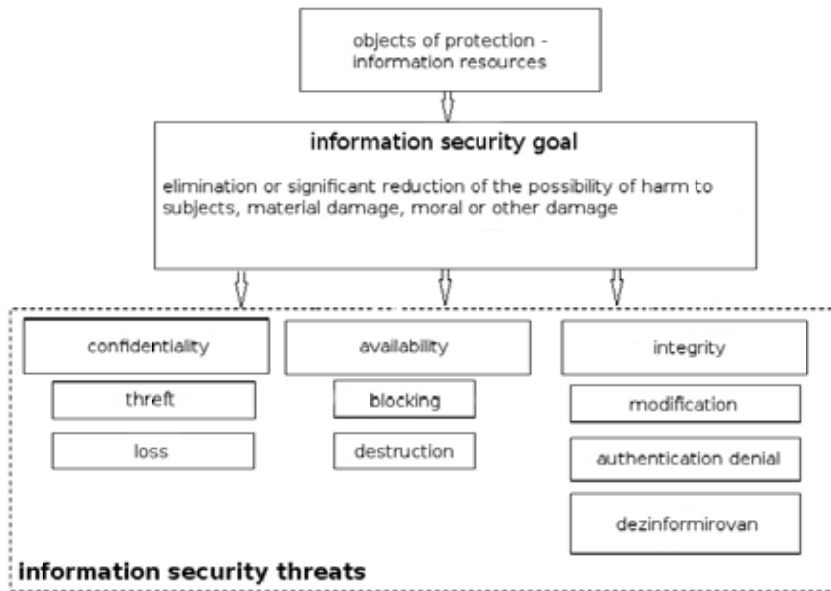 objects of protection -
information resources
information security goal
elimination or significant reduction of the possibility of harm to
subjects, material damage, moral or other damage
confidentiality
availability
integrity
threft
blocking
modification
loss
destruction
authentication denial
dezinformirovan
information security threats